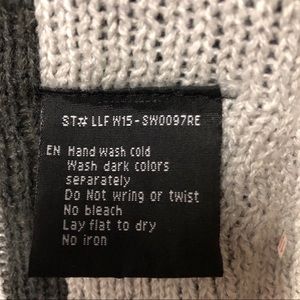 ST# LLF W15-SW0097RE
EN Hand wash cold
Wash dark colors
separately
Do Not wring or twist
No bleach
Lay flat to dry
No iron